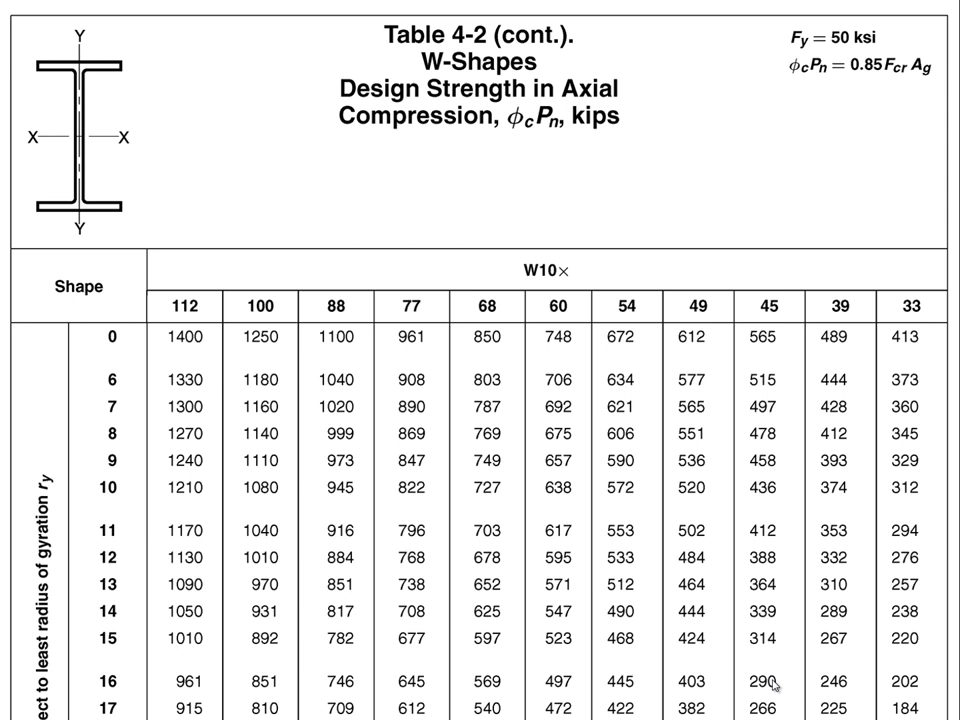 Y
X X
Y
Table 4-2 (cont.).
W-Shapes
Design Strength in Axial
Compression, ϕcPn, kips
Fy = 50 ksi
ϕcPn = 0.85Fcr Ag
Shape
W10×
112 100 88 77 68 60 54 49 45 39 33
ect to least radius of gyration ry
0 1400 1250 1100 961 850 748 672 612 565 489 413
6 1330 1180 1040 908 803 706 634 577 515 444 373
7 1300 1160 1020 890 787 692 621 565 497 428 360
8 1270 1140 999 869 769 675 606 551 478 412 345
9 1240 1110 973 847 749 657 590 536 458 393 329
10 1210 1080 945 822 727 638 572 520 436 374 312
11 1170 1040 916 796 703 617 553 502 412 353 294
12 1130 1010 884 768 678 595 533 484 388 332 276
13 1090 970 851 738 652 571 512 464 364 310 257
14 1050 931 817 708 625 547 490 444 339 289 238
15 1010 892 782 677 597 523 468 424 314 267 220
16 961 851 746 645 569 497 445 403 290 246 202
17 915 810 709 612 540 472 422 382 266 225 184